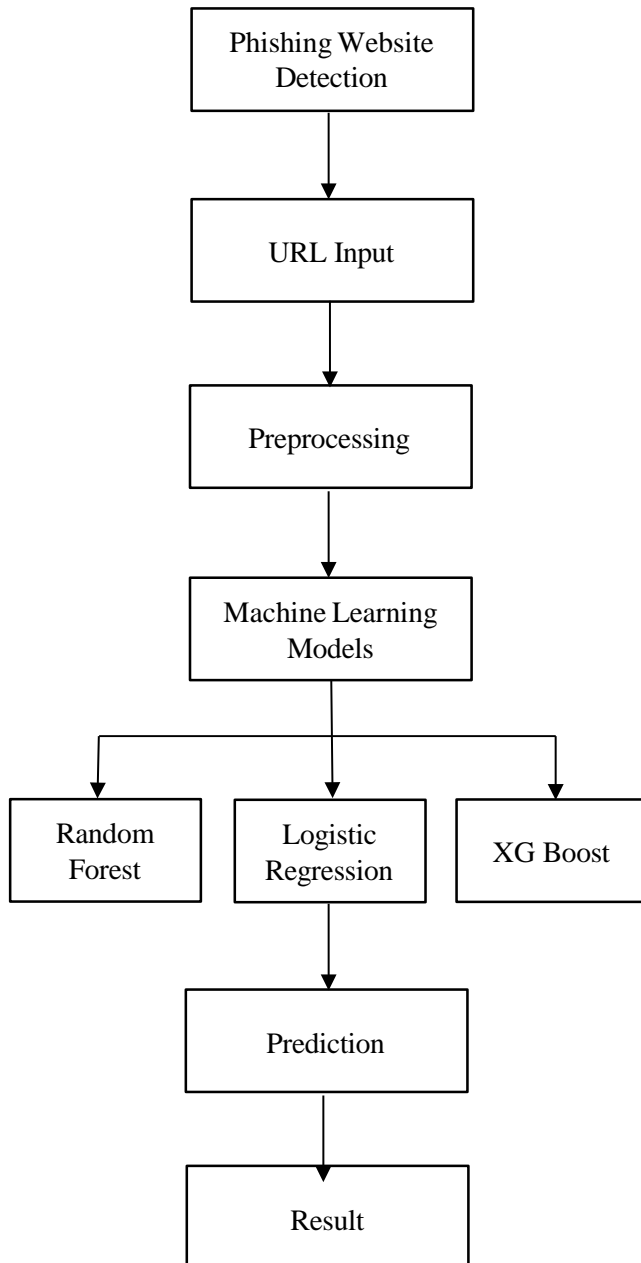 Phishing Website
Detection
URL Input
Preprocessing
Machine Learning
Models
Random
Forest
Logistic
Regression
XG Boost
Prediction
Result